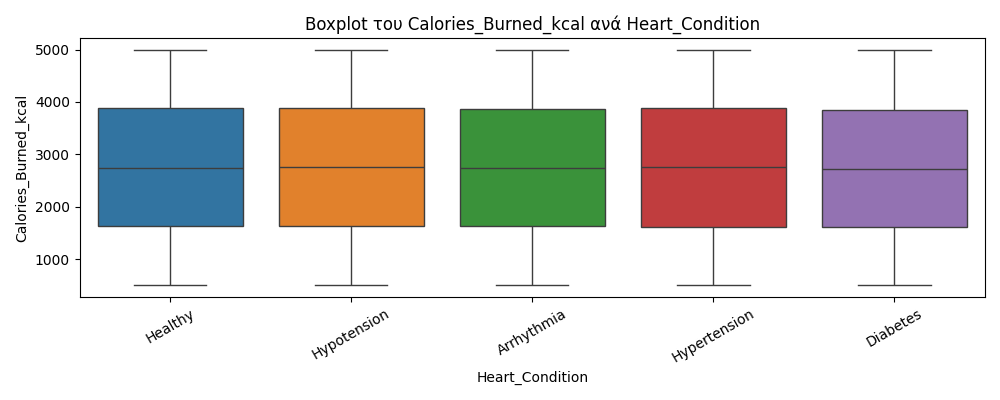 Boxplot του Calories_Burned_kcal ανά Heart_Condition
Calories_Burned_kcal
5000
4000
3000
2000
1000
Healthy
Hypotension
Arrhythmia
Hypertension
Diabetes
Heart_Condition